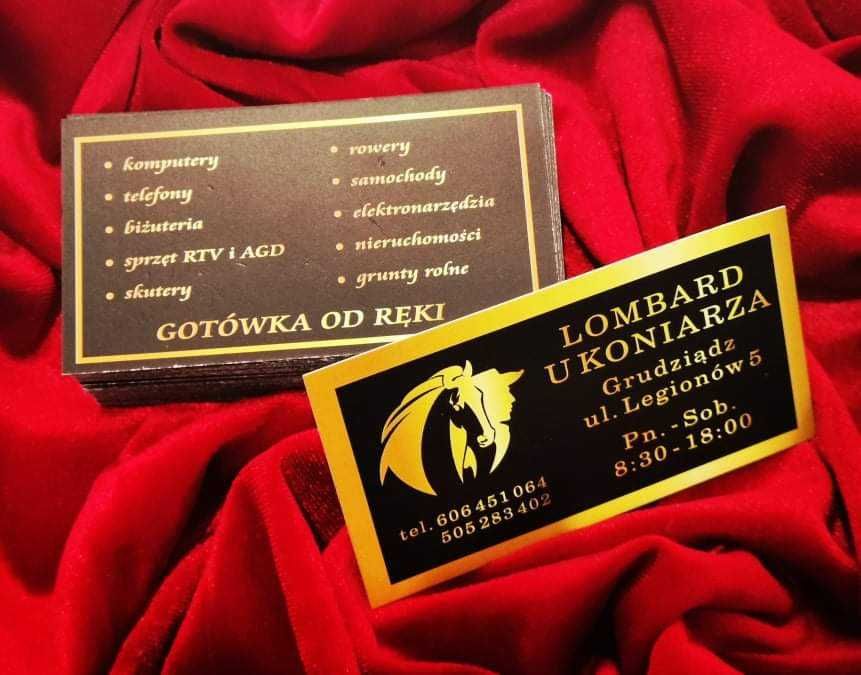 • komputery
• telefony
• biżuteria
• sprzęt RTV i AGD
• skutery
• rowery
• samochody
• elektronarzędzia
• nieruchomości
• grunty rolne
GOTÓWKA OD RĘKI
LOMBARD
U KONIARZA
Grudziądz
ul. Legionów 5
Pn. - Sob.
8:30 - 18:00
tel. 606 451 064
505 283 402